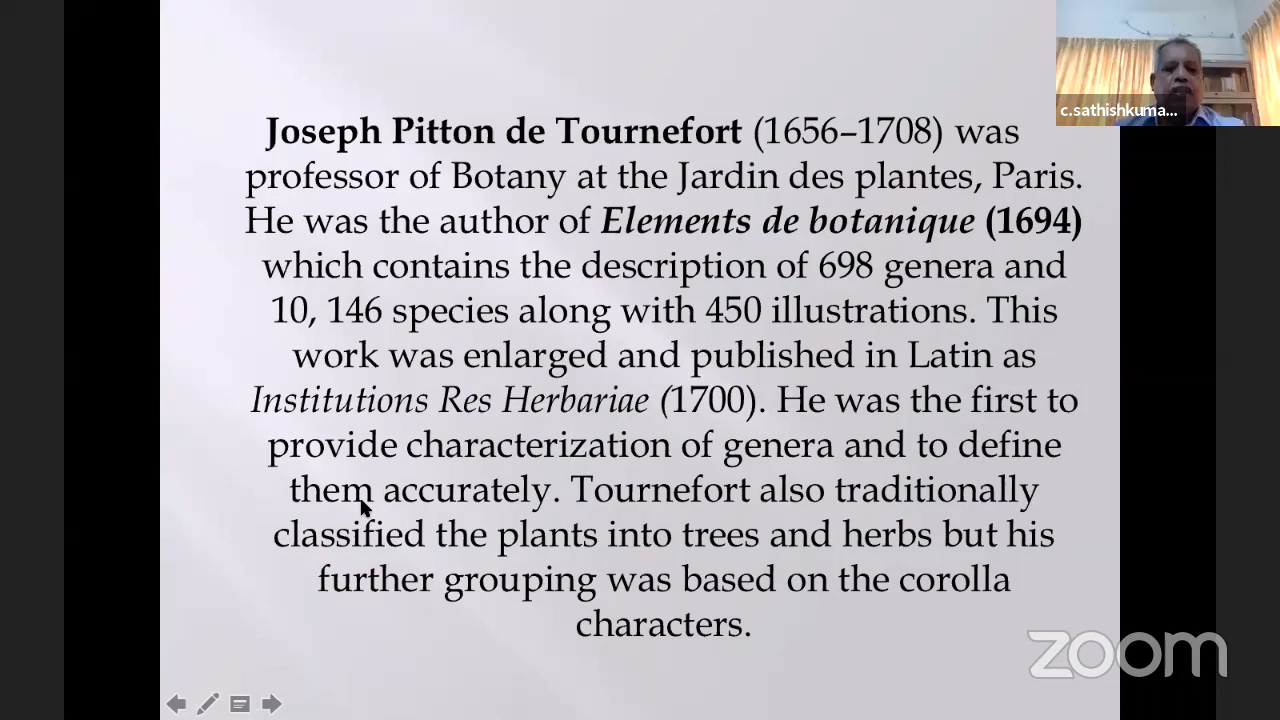 c.sathishkuma...
Joseph Pitton de Tournefort (1656–1708) was
professor of Botany at the Jardin des plantes, Paris.
He was the author of Elements de botanique (1694)
which contains the description of 698 genera and
10, 146 species along with 450 illustrations. This
work was enlarged and published in Latin as
Institutions Res Herbariae (1700). He was the first to
provide characterization of genera and to define
them accurately. Tournefort also traditionally
classified the plants into trees and herbs but his
further grouping was based on the corolla
characters.
zoom